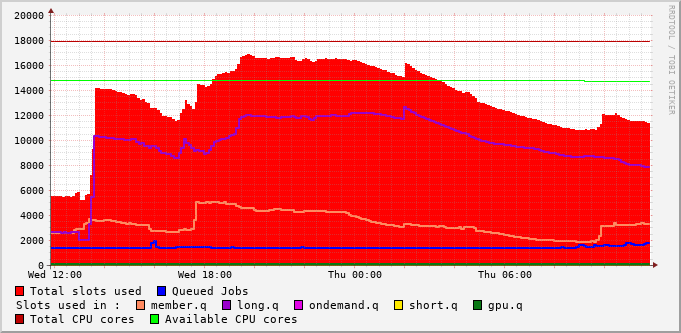 20000
18000
16000
14000
12000
10000
8000
6000
4000
2000
0
Wed 12:00 Wed 18:00 Thu 00:00 Thu 06:00
Total slots used Queued Jobs
Slots used in : member.q long.q ondemand.q short.q gpu.q
Total CPU cores Available CPU cores
RRDTOOL / TOBI OETIKER